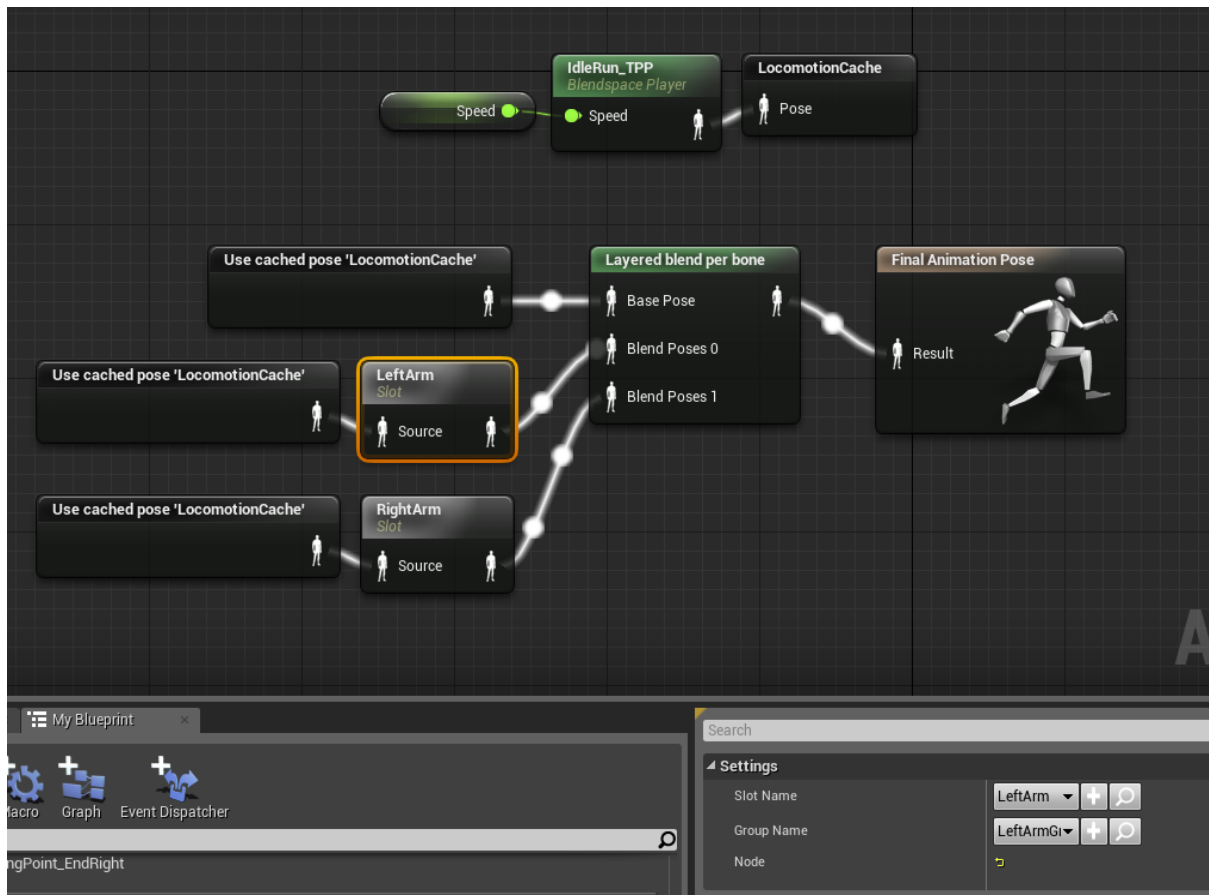 IdleRun_TPP
Blendspace Player
LocomotionCache
Speed
Speed
Pose
Use cached pose 'LocomotionCache'
Layered blend per bone
Final Animation Pose
Base Pose
Blend Poses 0
Result
Use cached pose 'LocomotionCache'
LeftArm
Slot
Source
Blend Poses 1
Use cached pose 'LocomotionCache'
RightArm
Slot
Source
A
My Blueprint
Search
Settings
Slot Name
LeftArm
Group Name
LeftArmGr
Node
Macro
Graph
Event Dispatcher
ngPoint_EndRight